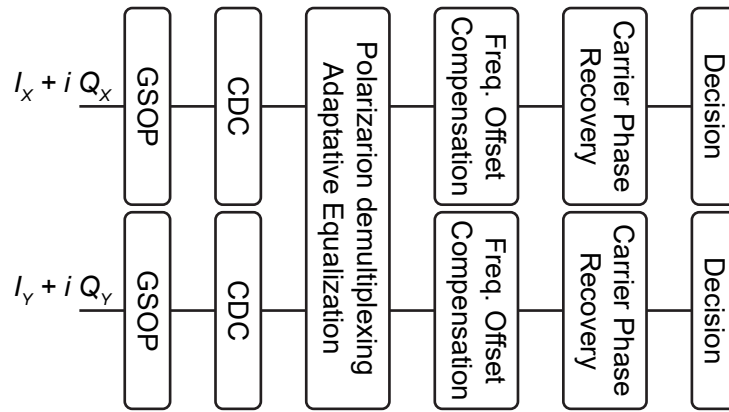 I_X + i Q_X
GSOP
CDC
Polarizarion demultiplexing
Adaptative Equalization
Freq. Offset
Compensation
Carrier Phase
Recovery
Decision
I_Y + i Q_Y
GSOP
CDC
Freq. Offset
Compensation
Carrier Phase
Recovery
Decision